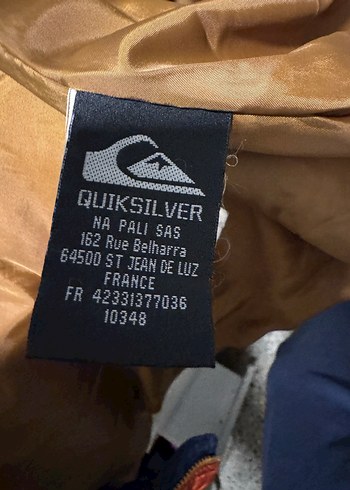 QUIKSILVER
NA PALI SAS
162 Rue Belharra
64500 ST JEAN DE LUZ
FRANCE
FR 42331377036
10348